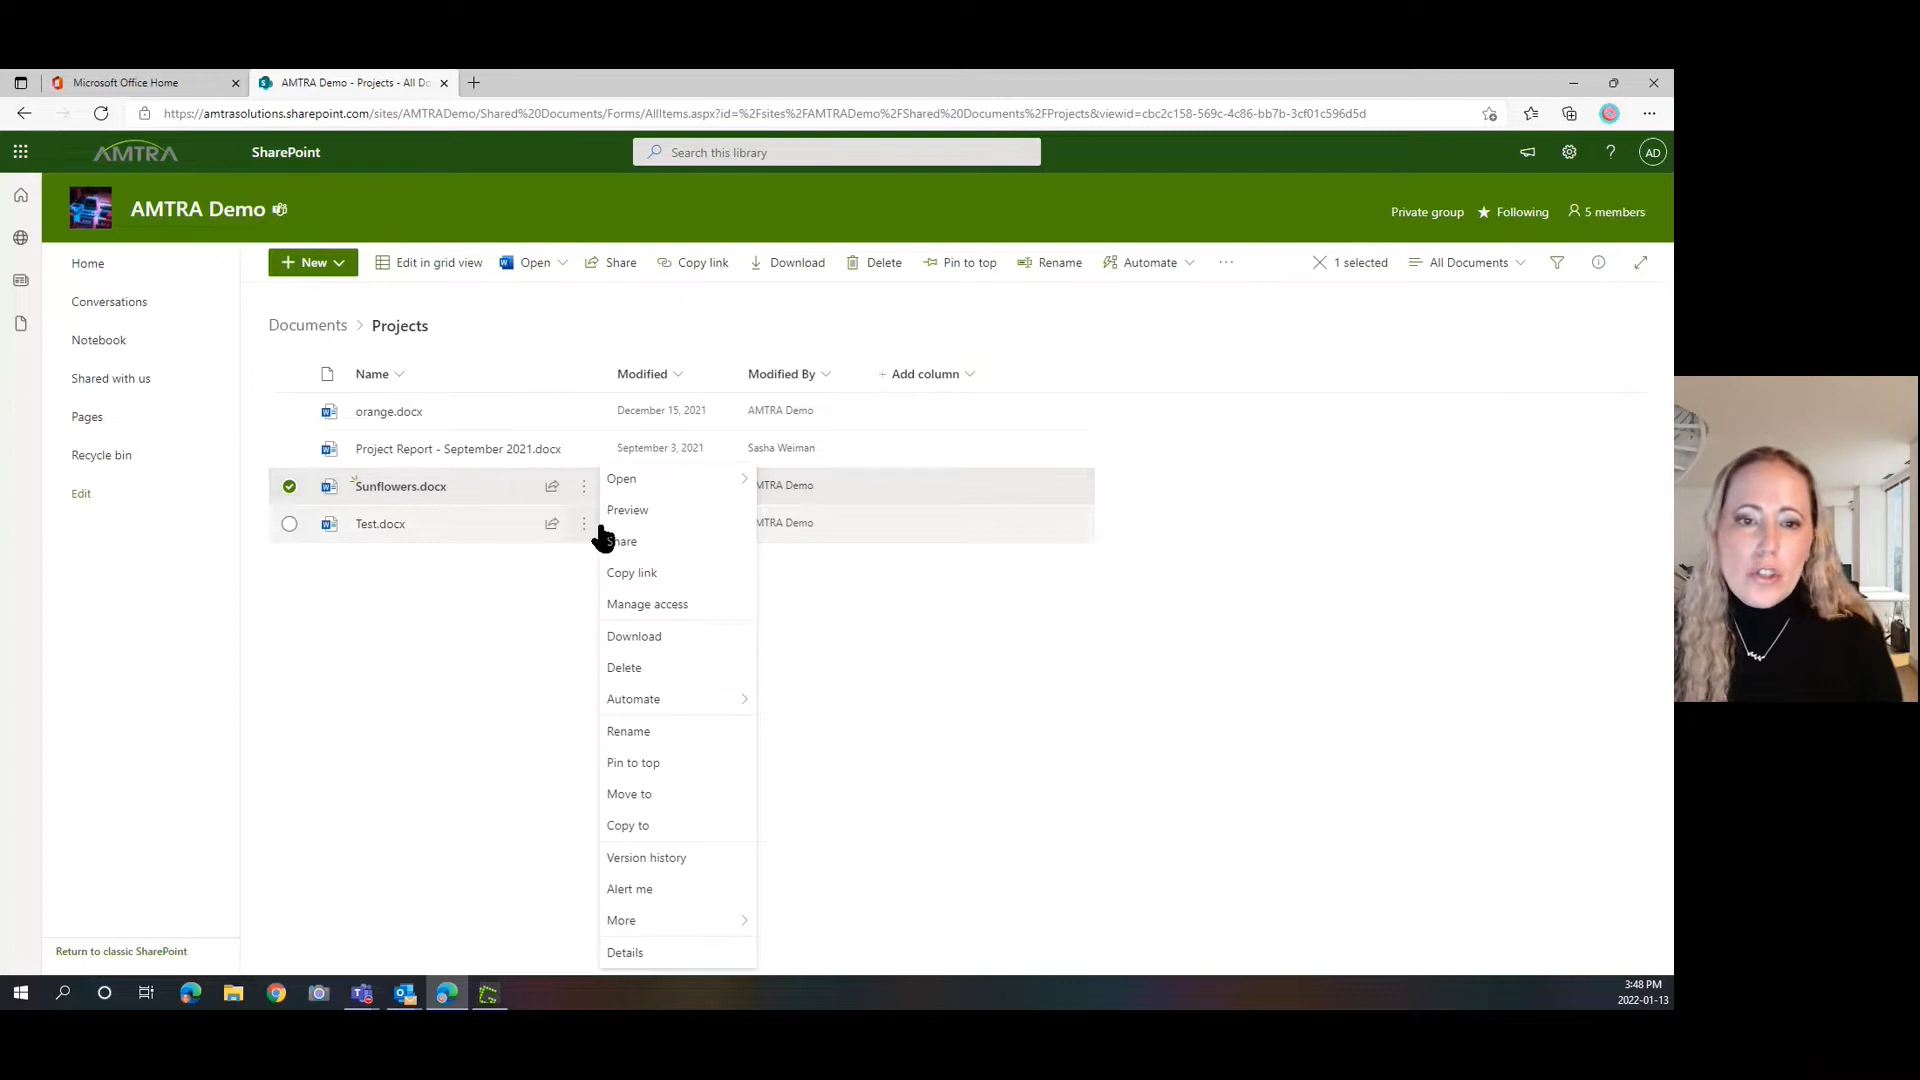 Microsoft Office Home
AMTRA Demo - Projects - All Do
https://amtrasolutions.sharepoint.com/sites/AMTRADemo/Shared%20Documents/Forms/AllItems.aspx?id=%2Fsites%2FAMTRADemo%2FShared%20Documents%2FProjects&viewid=cbc2c158-569c-4c86-bb7b-3cf01c596d5d
AMTRA SharePoint
Search this library
AD
AMTRA Demo
Private group
Following
5 members
Home
Conversations
Notebook
Shared with us
Pages
Recycle bin
Edit
Return to classic SharePoint
+ New
Edit in grid view
Open
Share
Copy link
Download
Delete
Pin to top
Rename
Automate
...
1 selected
All Documents
Documents > Projects
Name Modified Modified By + Add column
orange.docx December 15, 2021 AMTRA Demo
Project Report - September 2021.docx September 3, 2021 Sasha Weiman
Sunflowers.docx MTRA Demo
Test.docx MTRA Demo
Open
Preview
Share
Copy link
Manage access
Download
Delete
Automate
Rename
Pin to top
Move to
Copy to
Version history
Alert me
More
Details
3:48 PM
2022-01-13